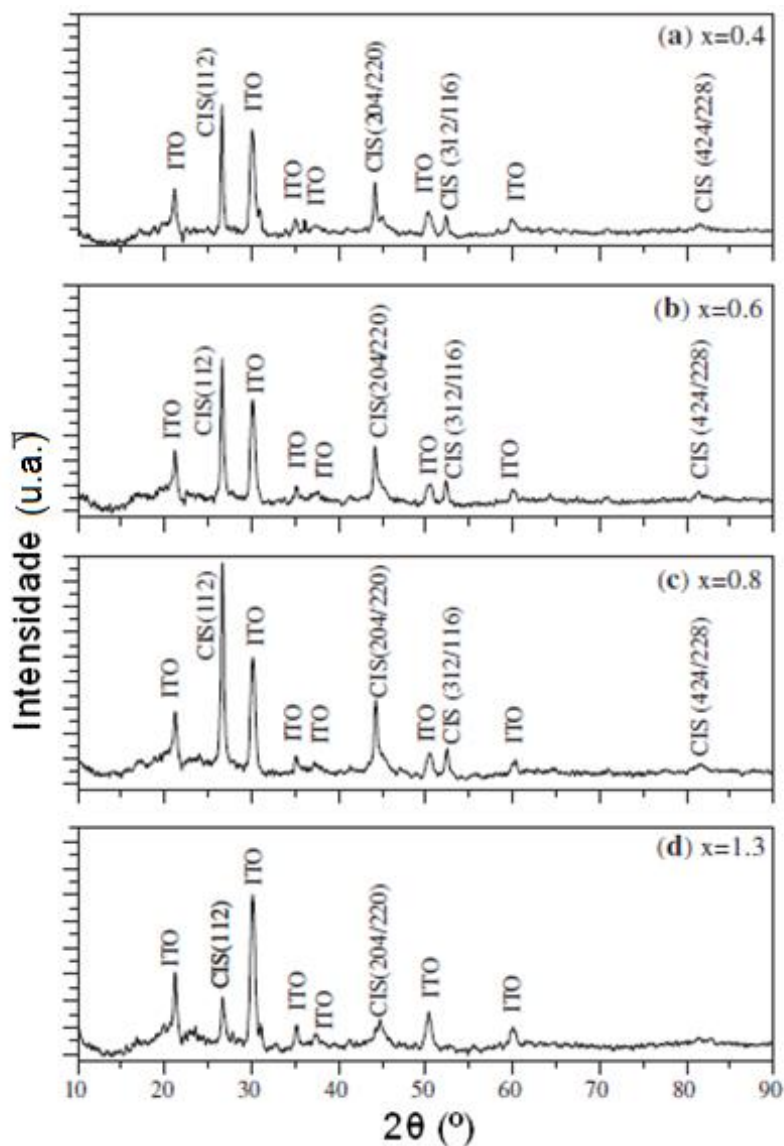 (a) x=0.4
ITO
CIS(112)
ITO
ITO
ITO
CIS(204/220)
ITO
CIS (312/116)
ITO
CIS (424/228)
(b) x=0.6
ITO
CIS(112)
ITO
ITO
ITO
CIS(204/220)
ITO
CIS (312/116)
ITO
CIS (424/228)
(c) x=0.8
ITO
CIS(112)
ITO
ITO
ITO
CIS(204/220)
ITO
CIS (312/116)
ITO
CIS (424/228)
(d) x=1.3
ITO
CIS(112)
ITO
ITO
ITO
CIS(204/220)
ITO
ITO
Intensidade (u.a.)
10 20 30 40 50 60 70 80 90
2θ (º)